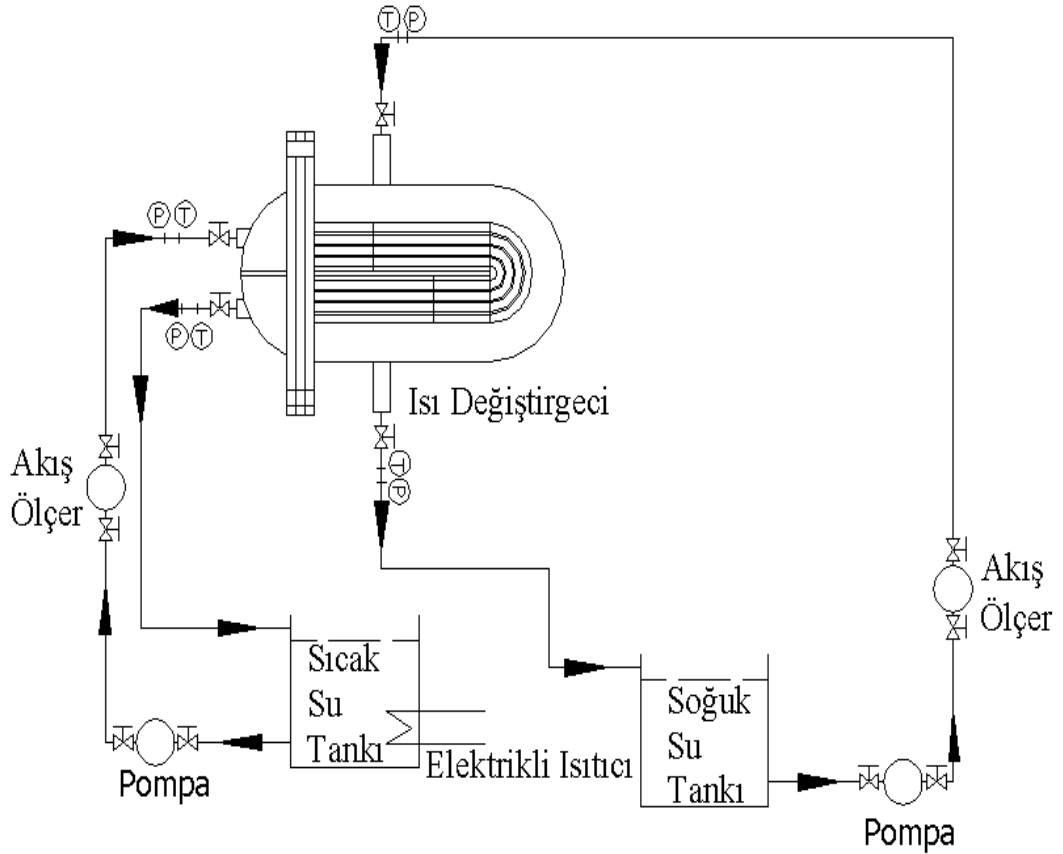 T P
P T
P T
Isı Değiştirgeci
T
P
Akış
Ölçer
Akış
Ölçer
Sıcak
Su
Tankı
Soğuk
Su
Tankı
Elektrikli Isıtıcı
Pompa
Pompa